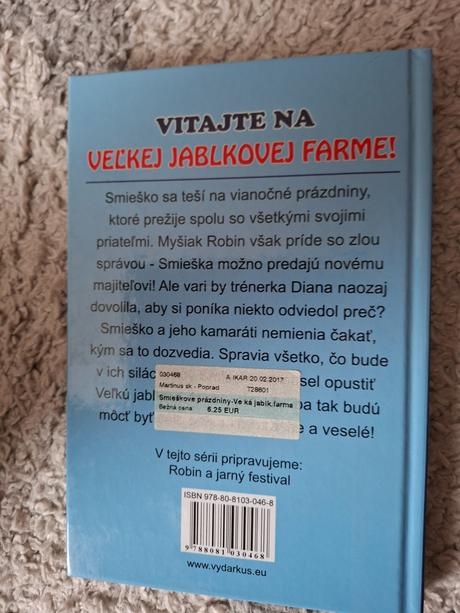 VITAJTE NA
VEĽKEJ JABLKOVEJ FARME!
Smieško sa teší na vianočné prázdniny,
ktoré prežije spolu so všetkými svojimi
priateľmi. Myšiak Robin však príde so zlou
správou - Smieška možno predajú novému
majiteľovi! Ale vari by trénerka Diana naozaj
dovolila, aby si poníka niekto odviedol preč?
Smieško a jeho kamaráti nemienia čakať,
kým sa to dozvedia. Spravia všetko, čo bude
v ich silác sel opustiť
Veľkú jabl a tak budú
môcť byť e a veselé!
030468 A IKAR 20.02.2017
Martinus sk - Poprad T28601
Smieškove prázdniny-Ve ká jablk.farma
Bežná cena 6.25 EUR
V tejto sérii pripravujeme:
Robin a jarný festival
ISBN 978-80-8103-046-8
9 788081 030468
www.vydarkus.eu